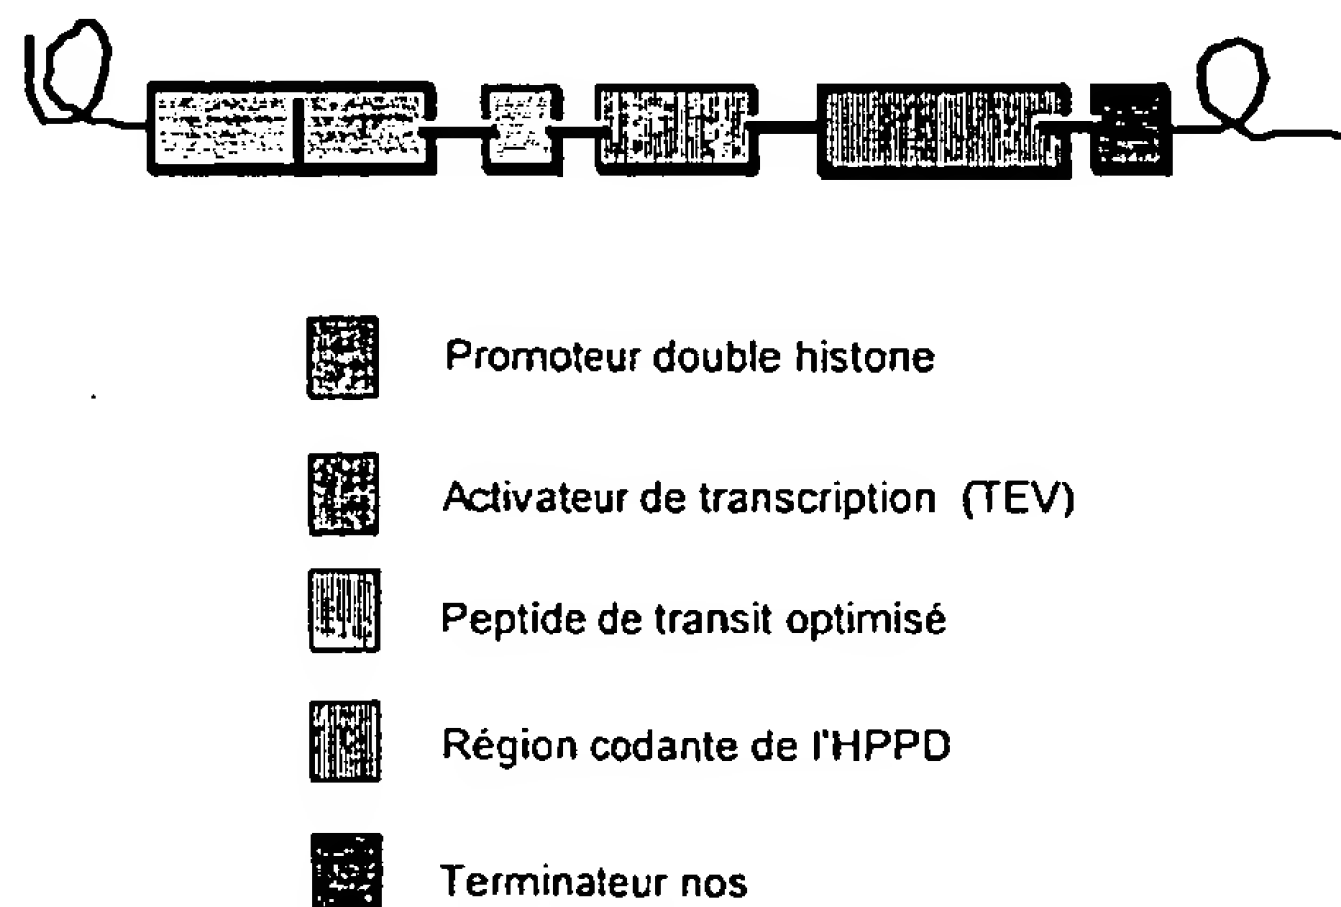 Promoteur double histone
Activateur de transcription (TEV)
Peptide de transit optimisé
Région codante de l'HPPD
Terminateur nos